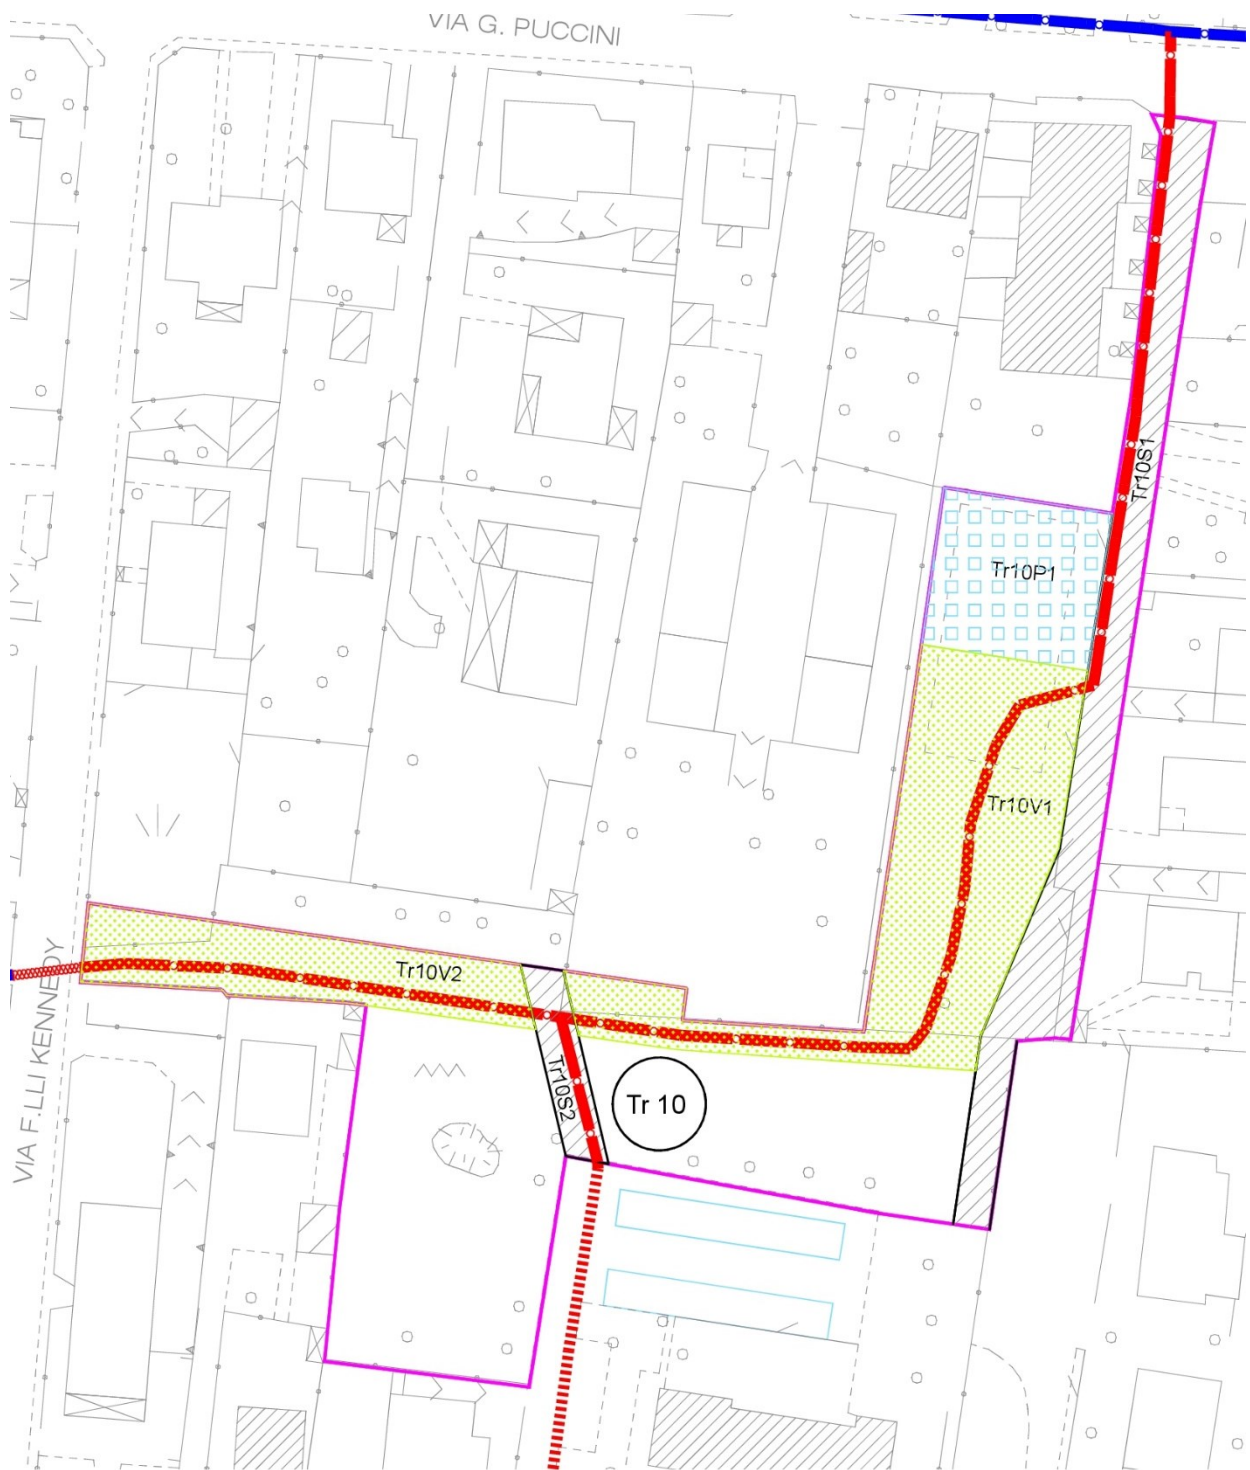 VIA G. PUCCINI
Tr10S1
Tr10P1
Tr10V1
Tr10V2
VIA F.LLI KENNEDY
Tr10S2
Tr 10